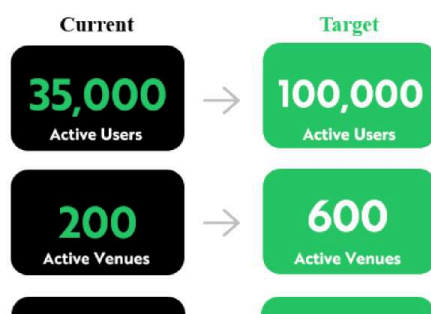 Current
Target
35,000
100,000
Active Users
Active Users
200
600
Active Venues
Active Venues